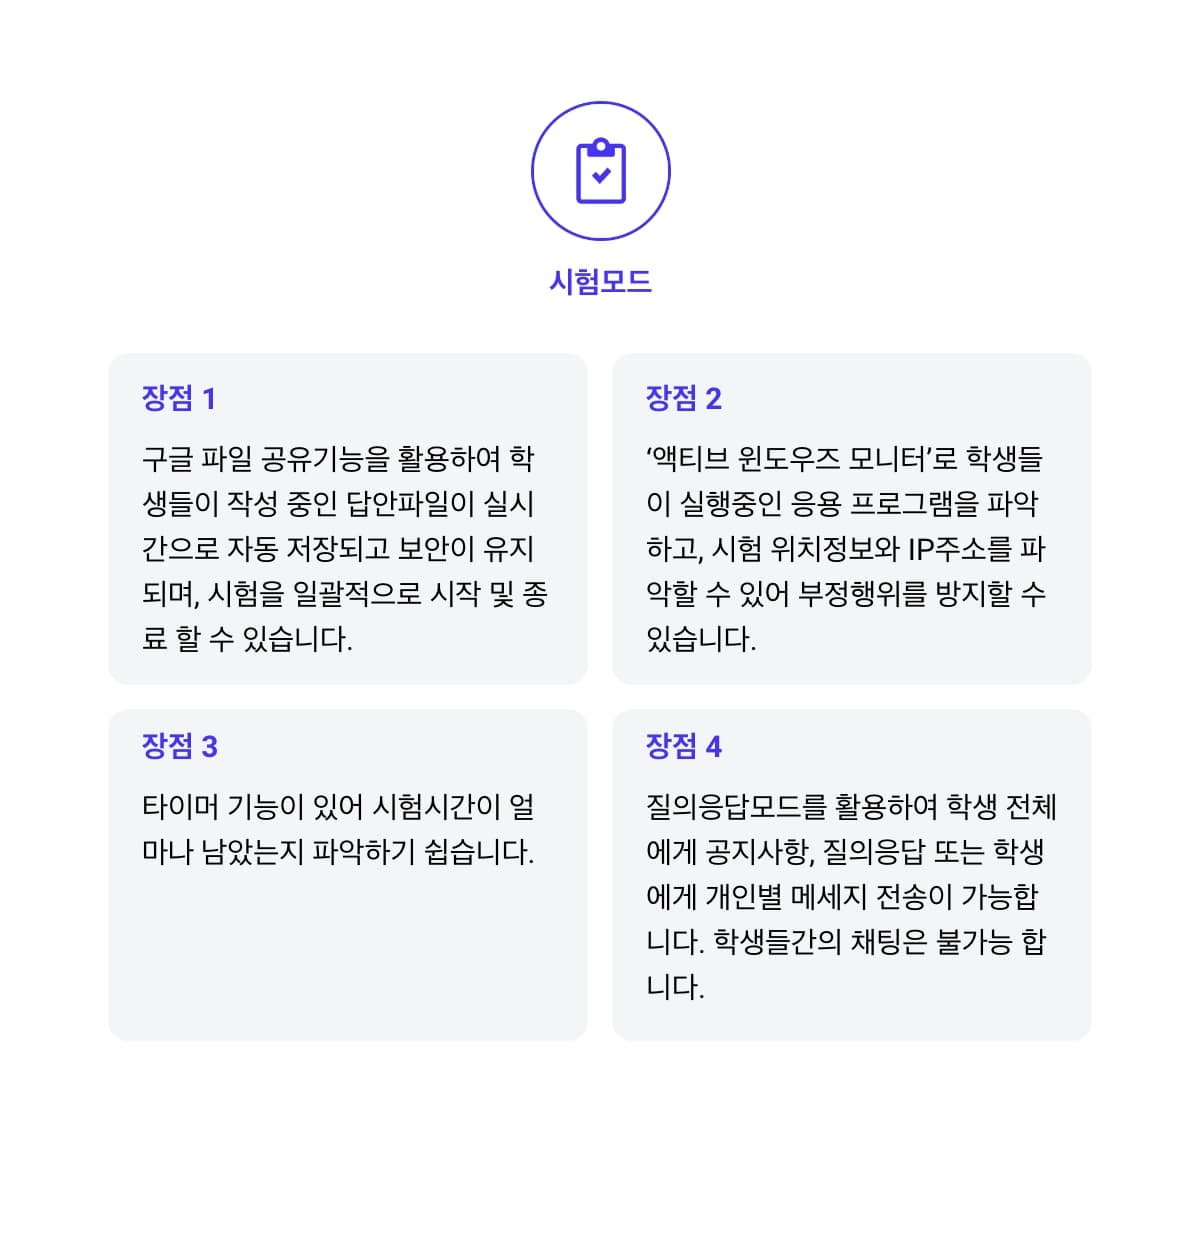 시험모드
장점 1
구글 파일 공유기능을 활용하여 학
생들이 작성 중인 답안파일이 실시
간으로 자동 저장되고 보안이 유지
되며, 시험을 일괄적으로 시작 및 종
료 할 수 있습니다.
장점 2
‘액티브 윈도우즈 모니터’로 학생들
이 실행중인 응용 프로그램을 파악
하고, 시험 위치정보와 IP주소를 파
악할 수 있어 부정행위를 방지할 수
있습니다.
장점 3
타이머 기능이 있어 시험시간이 얼
마나 남았는지 파악하기 쉽습니다.
장점 4
질의응답모드를 활용하여 학생 전체
에게 공지사항, 질의응답 또는 학생
에게 개인별 메세지 전송이 가능합
니다. 학생들간의 채팅은 불가능 합
니다.